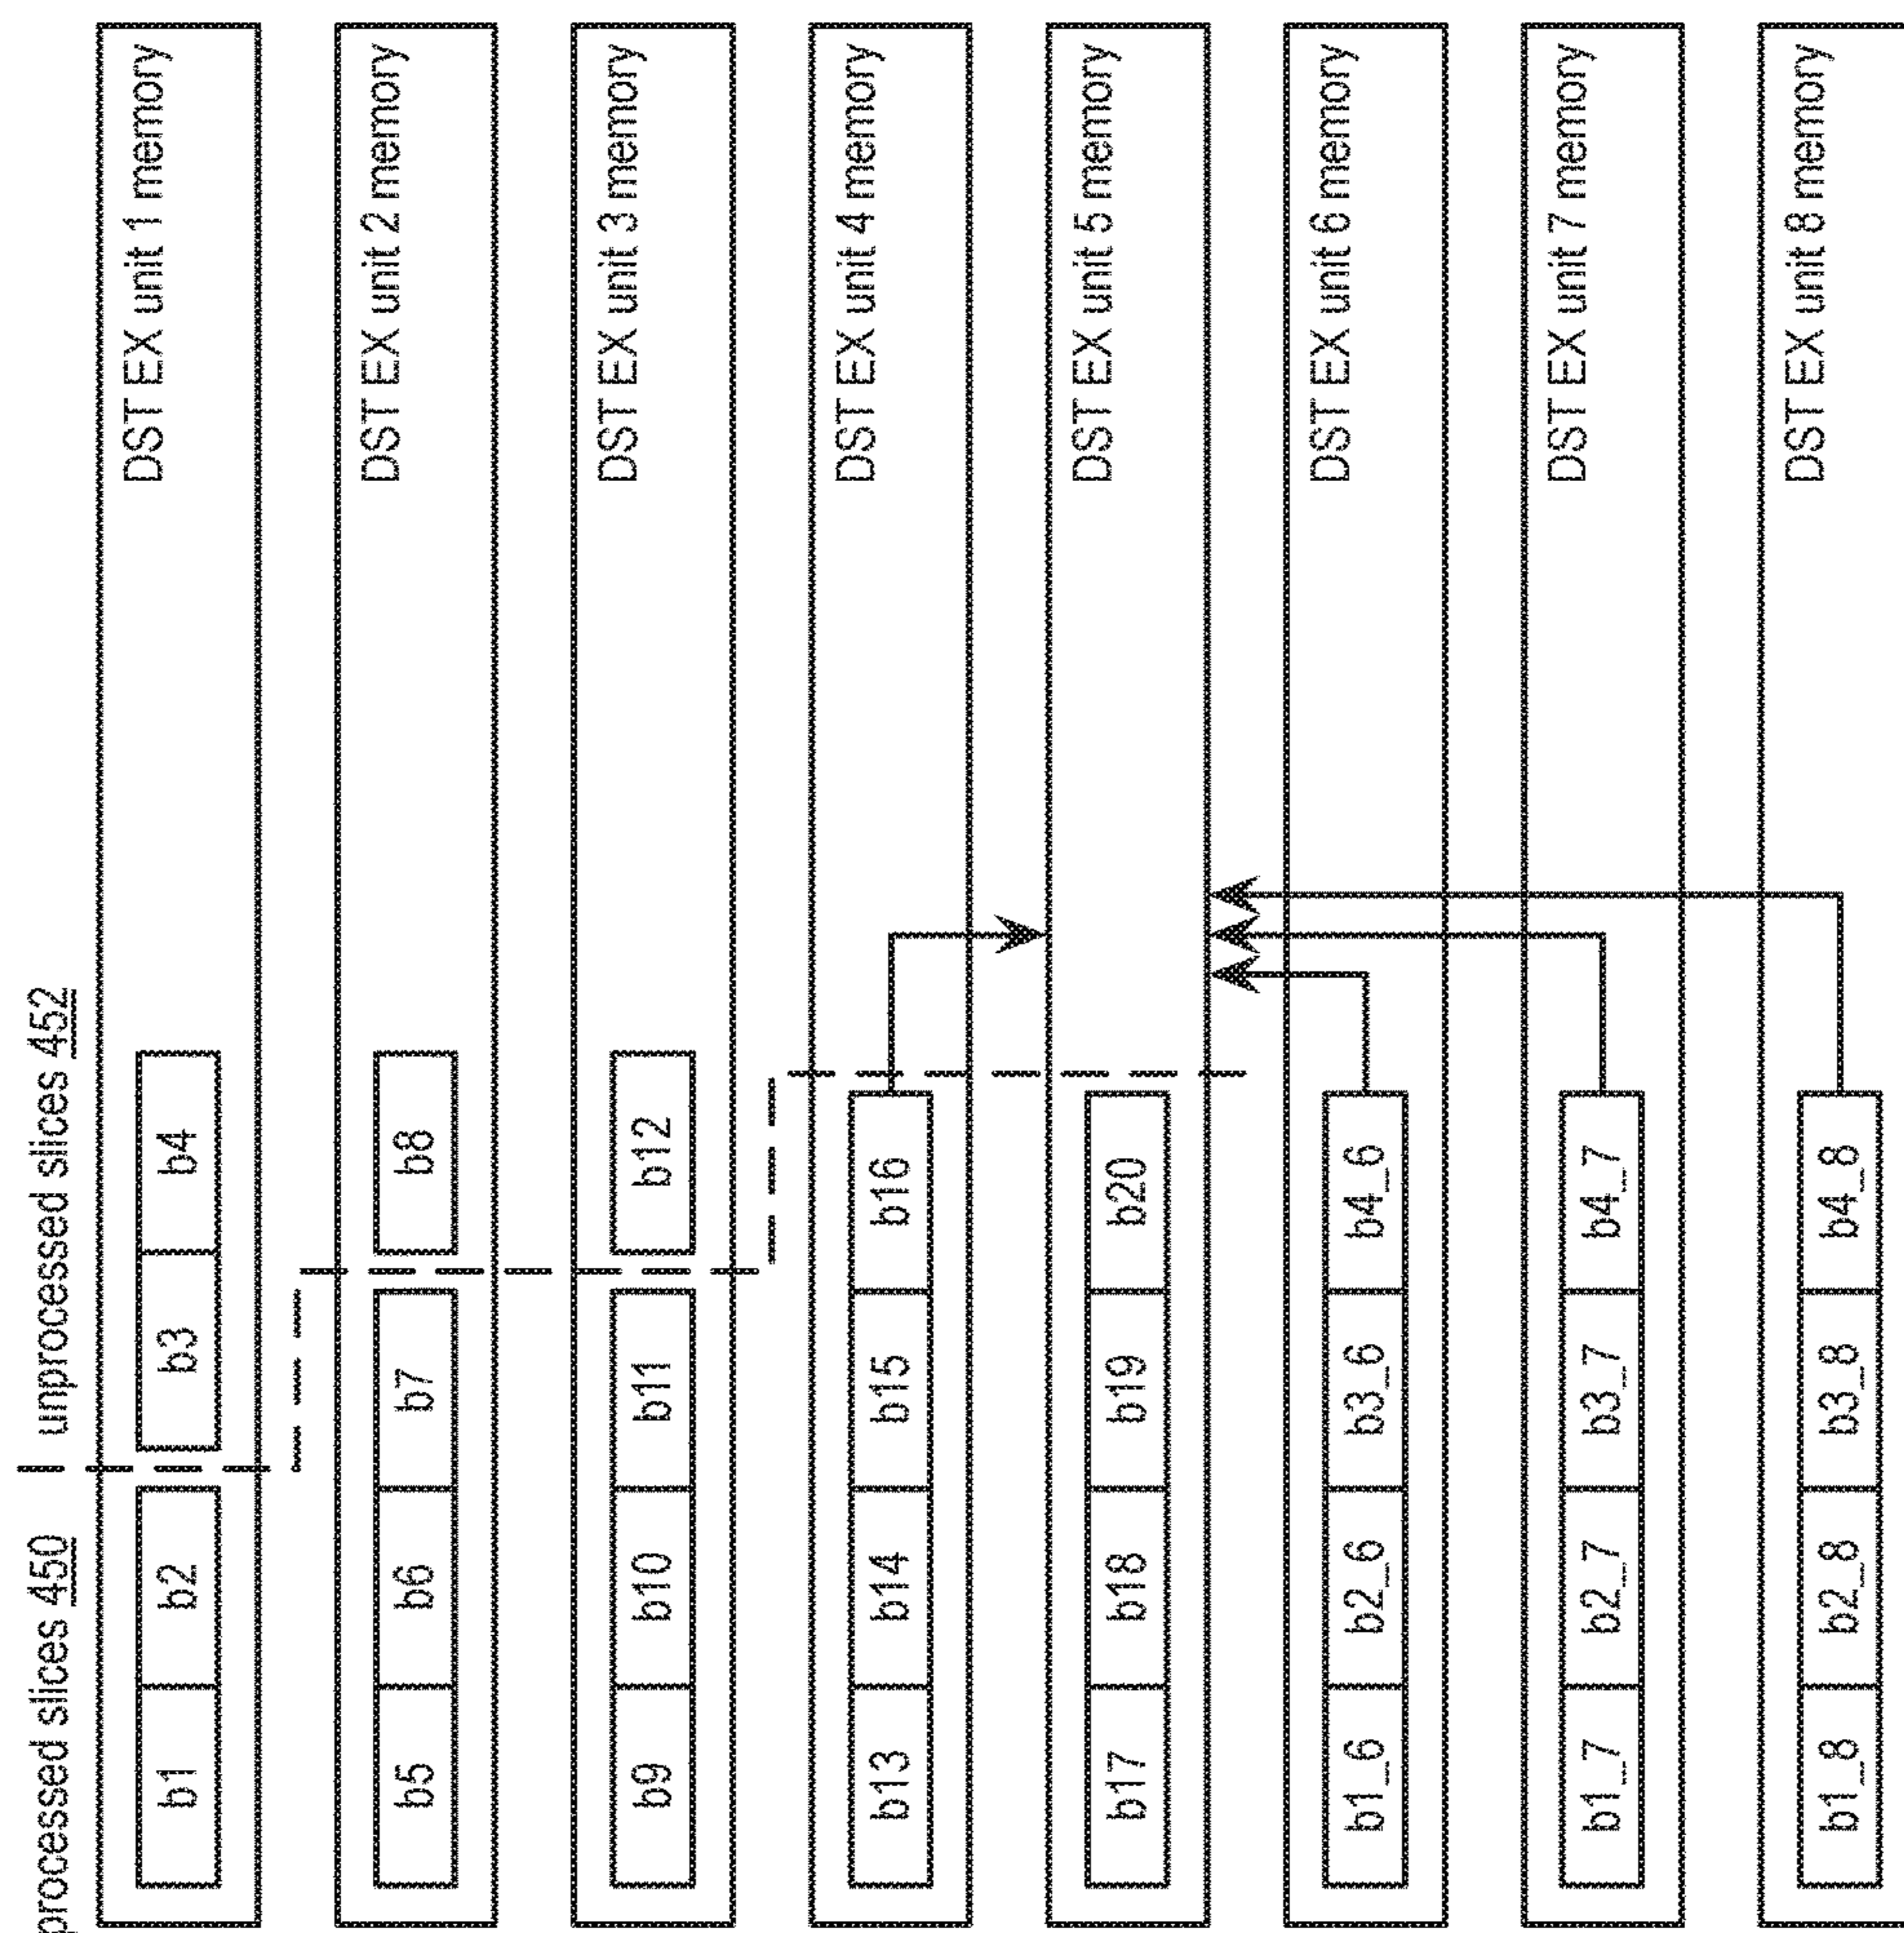 processed slices 450
unprocessed slices 452
b1 b2 b3 b4 DST EX unit 1 memory
b5 b6 b7 b8 DST EX unit 2 memory
b9 b10 b11 b12 DST EX unit 3 memory
b13 b14 b15 b16 DST EX unit 4 memory
b17 b18 b19 b20 DST EX unit 5 memory
b1_6 b2_6 b3_6 b4_6 DST EX unit 6 memory
b1_7 b2_7 b3_7 b4_7 DST EX unit 7 memory
b1_8 b2_8 b3_8 b4_8 DST EX unit 8 memory